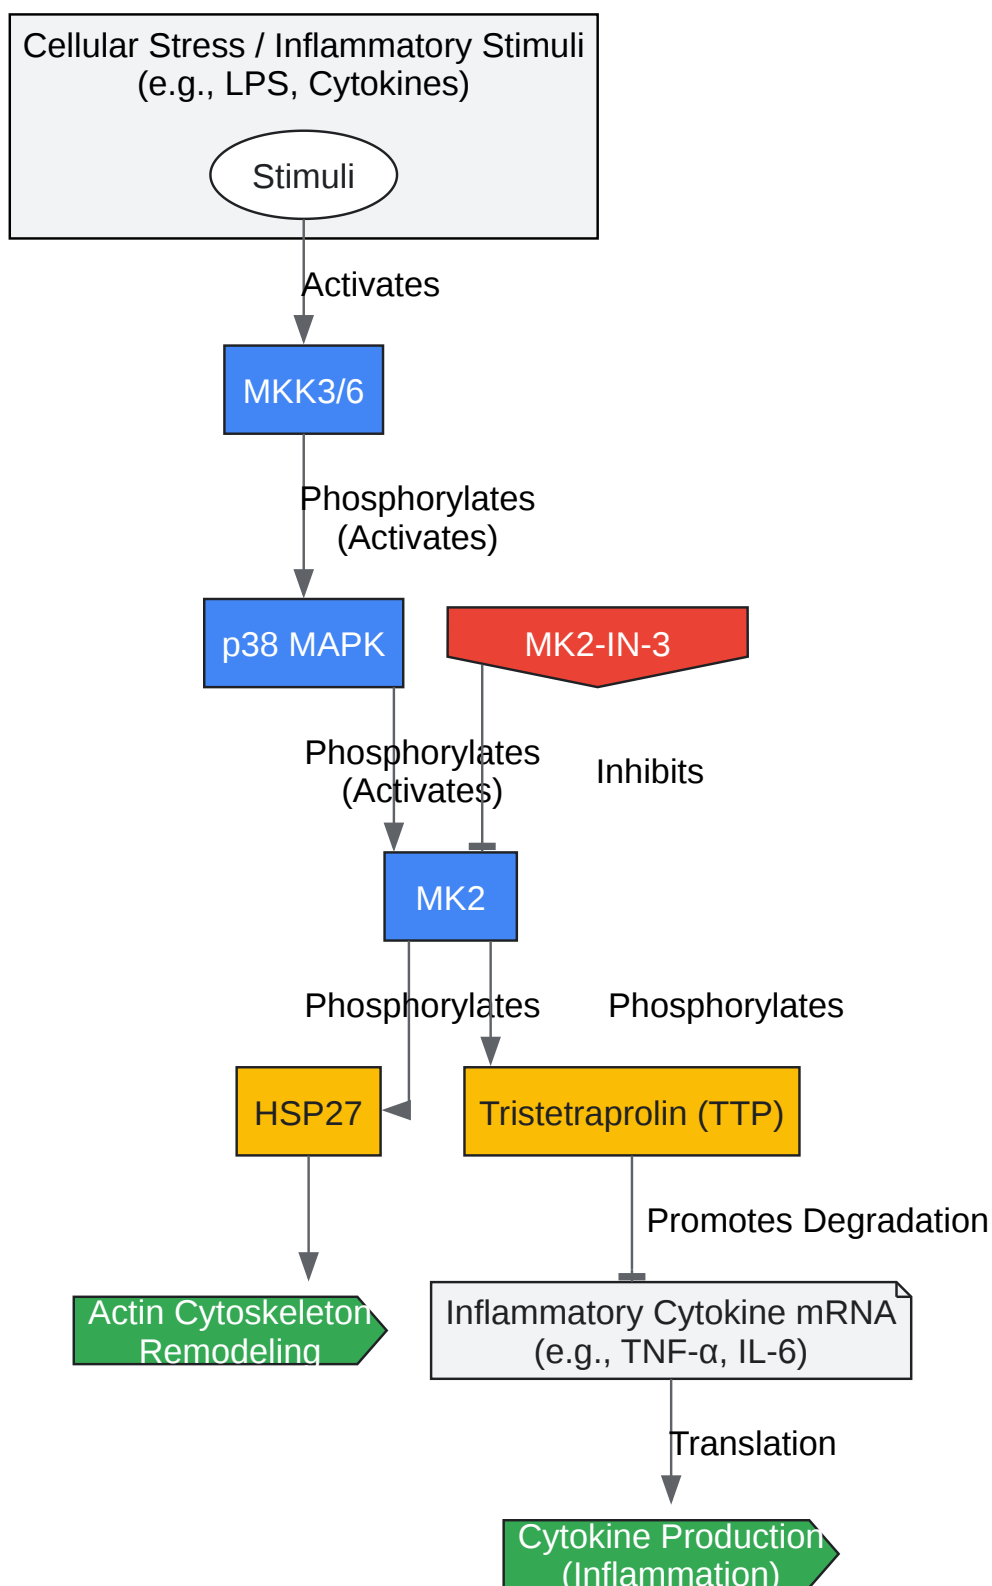 Cellular Stress / Inflammatory Stimuli
(e.g., LPS, Cytokines)
Stimuli
Activates
MKK3/6
Phosphorylates
(Activates)
p38 MAPK
MK2-IN-3
Phosphorylates
(Activates)
Inhibits
MK2
Phosphorylates
Phosphorylates
HSP27
Tristetraprolin (TTP)
Promotes Degradation
Actin Cytoskeleton
Remodeling
Inflammatory Cytokine mRNA
(e.g., TNF-α, IL-6)
Translation
Cytokine Production
(Inflammation)